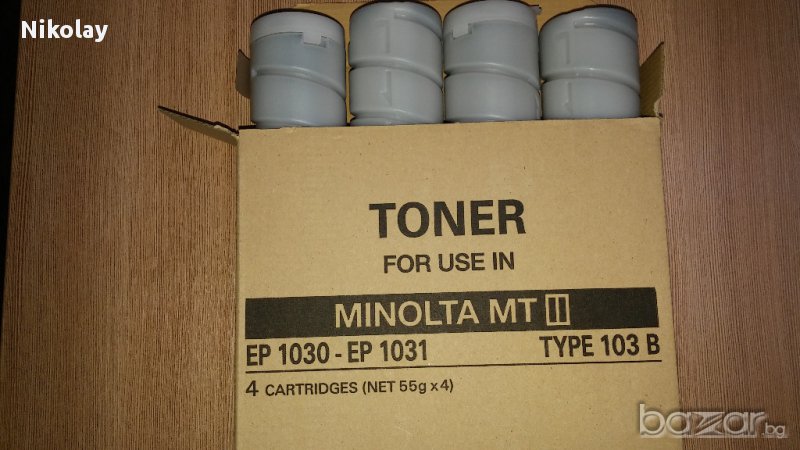 Nikolay
TONER
FOR USE IN
MINOLTA MT II
EP 1030 - EP 1031 TYPE 103 B
4 CARTRIDGES (NET 55g x 4)
bazar.bg